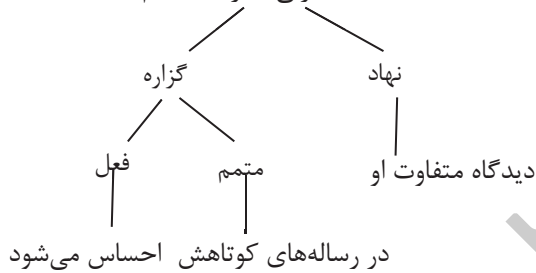 نهاد گزاره
متمم فعل
دیدگاه متفاوت او
در رساله‌های کوتاهش احساس می‌شود